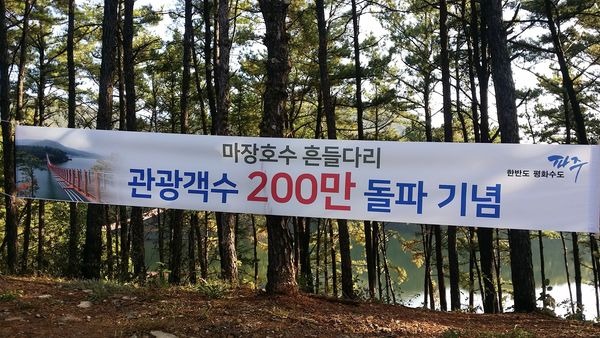 마장호수 흔들다리
관광객수 200만 돌파 기념
파주
한반도 평화수도